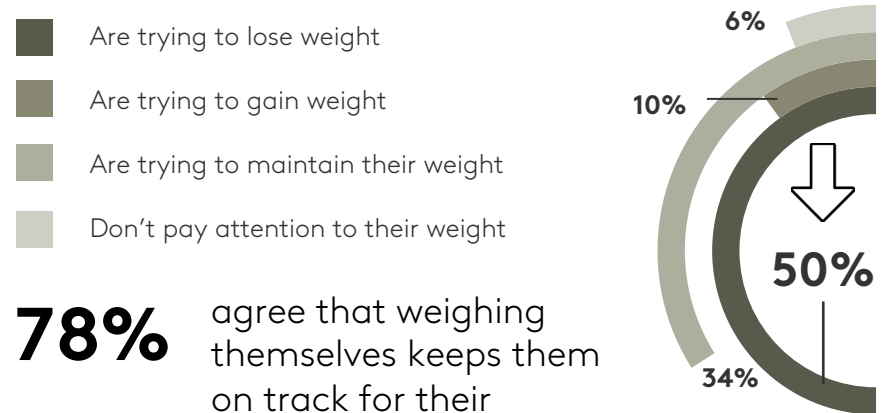 Are trying to lose weight
Are trying to gain weight
Are trying to maintain their weight
Don't pay attention to their weight
78%
agree that weighing
themselves keeps them
on track for their
6%
10%
50%
34%